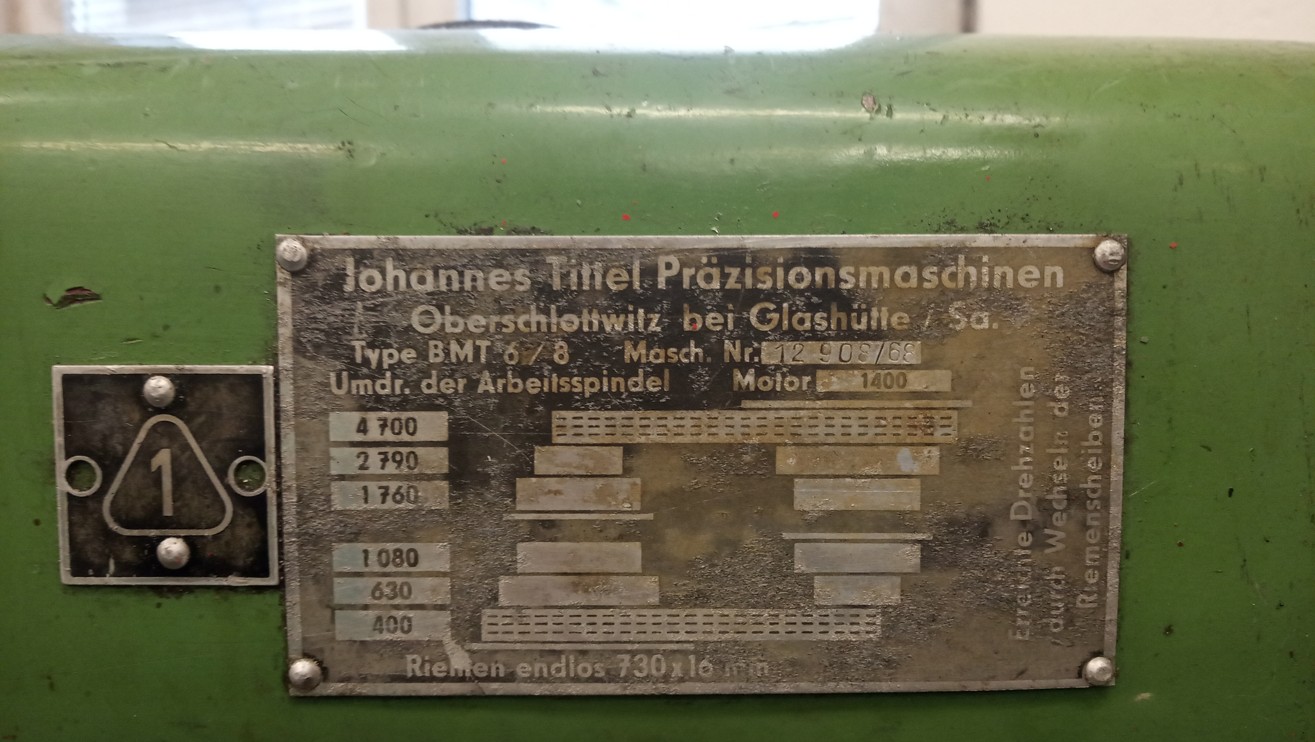 Johannes Tittel Präzisionsmaschinen
Oberschlottwitz bei Glashütte / Sa.
Type BMT 6/8 Masch. Nr. 12 908/68
Umdr. der Arbeitsspindel Motor 1400
4 700
2 790
1 760
1 080
630
400
Riemen endlos 730x16 mm
Erreichte Drehzahlen
durch Wechseln der
Riemenscheiben
1